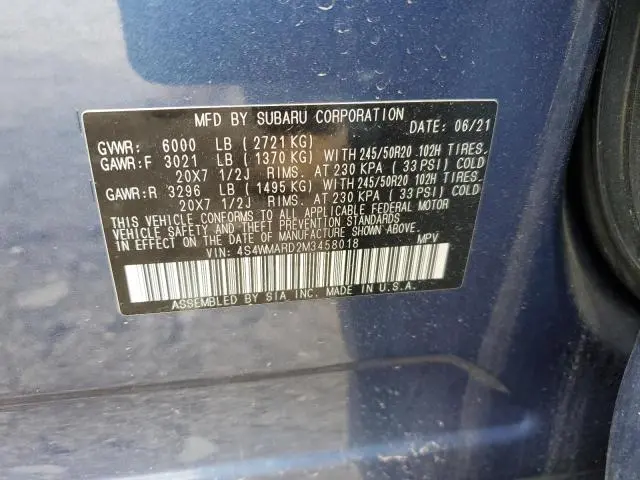 MFD BY SUBARU CORPORATION
DATE: 06/21
GVWR: 6000 LB (2721 KG)
GAWR:F 3021 LB (1370 KG) WITH 245/50R20 102H TIRES,
20X7 1/2J RIMS, AT 230 KPA (33 PSI) COLD
GAWR:R 3296 LB (1495 KG) WITH 245/50R20 102H TIRES,
20X7 1/2J RIMS, AT 230 KPA (33 PSI) COLD
THIS VEHICLE CONFORMS TO ALL APPLICABLE FEDERAL MOTOR
VEHICLE SAFETY AND THEFT PREVENTION STANDARDS
IN EFFECT ON THE DATE OF MANUFACTURE SHOWN ABOVE.
VIN: 4S4WMARD2M3458018 MPV
ASSEMBLED BY SIA INC. MADE IN U.S.A.